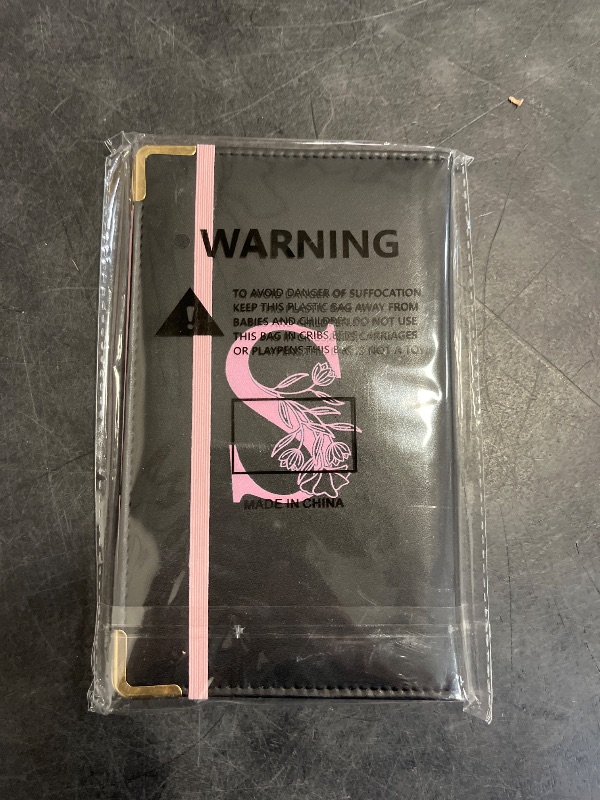 WARNING
TO AVOID DANGER OF SUFFOCATION
KEEP THIS PLASTIC BAG AWAY FROM
BABIES AND CHILDREN DO NOT USE
THIS BAG IN CRIBS, BEDS CARRIAGES
OR PLAYPENS THIS BAG IS NOT A TOY
S
MADE IN CHINA